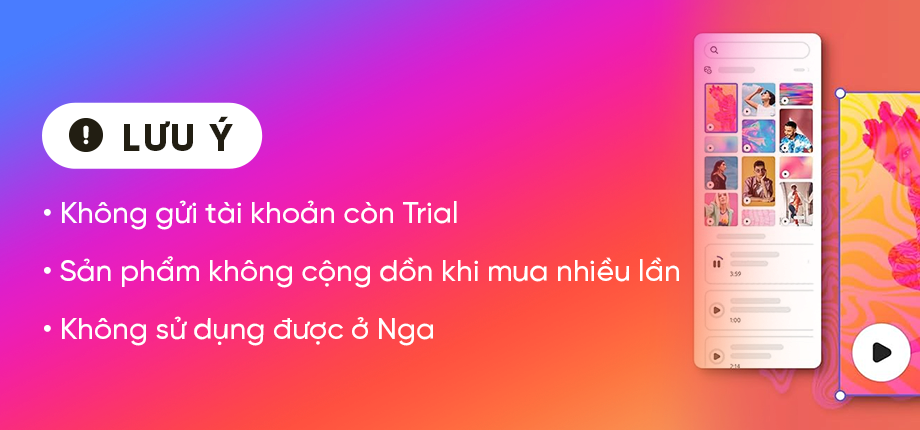 LƯU Ý
• Không gửi tài khoản còn Trial
• Sản phẩm không cộng dồn khi mua nhiều lần
• Không sử dụng được ở Nga
3:59
1:00
2:18